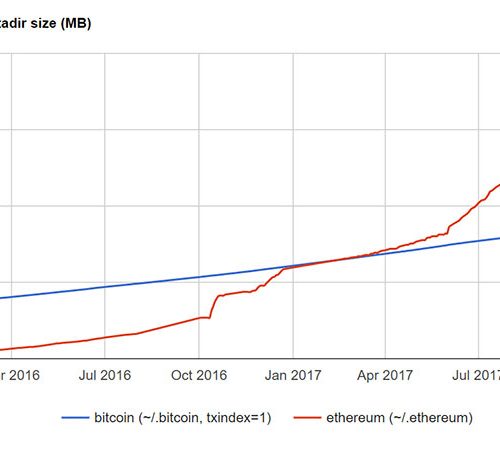 tadir size (MB)
r 2016
Jul 2016
Oct 2016
Jan 2017
Apr 2017
Jul 2017
bitcoin (~/.bitcoin, txindex=1)
ethereum (~/.ethereum)